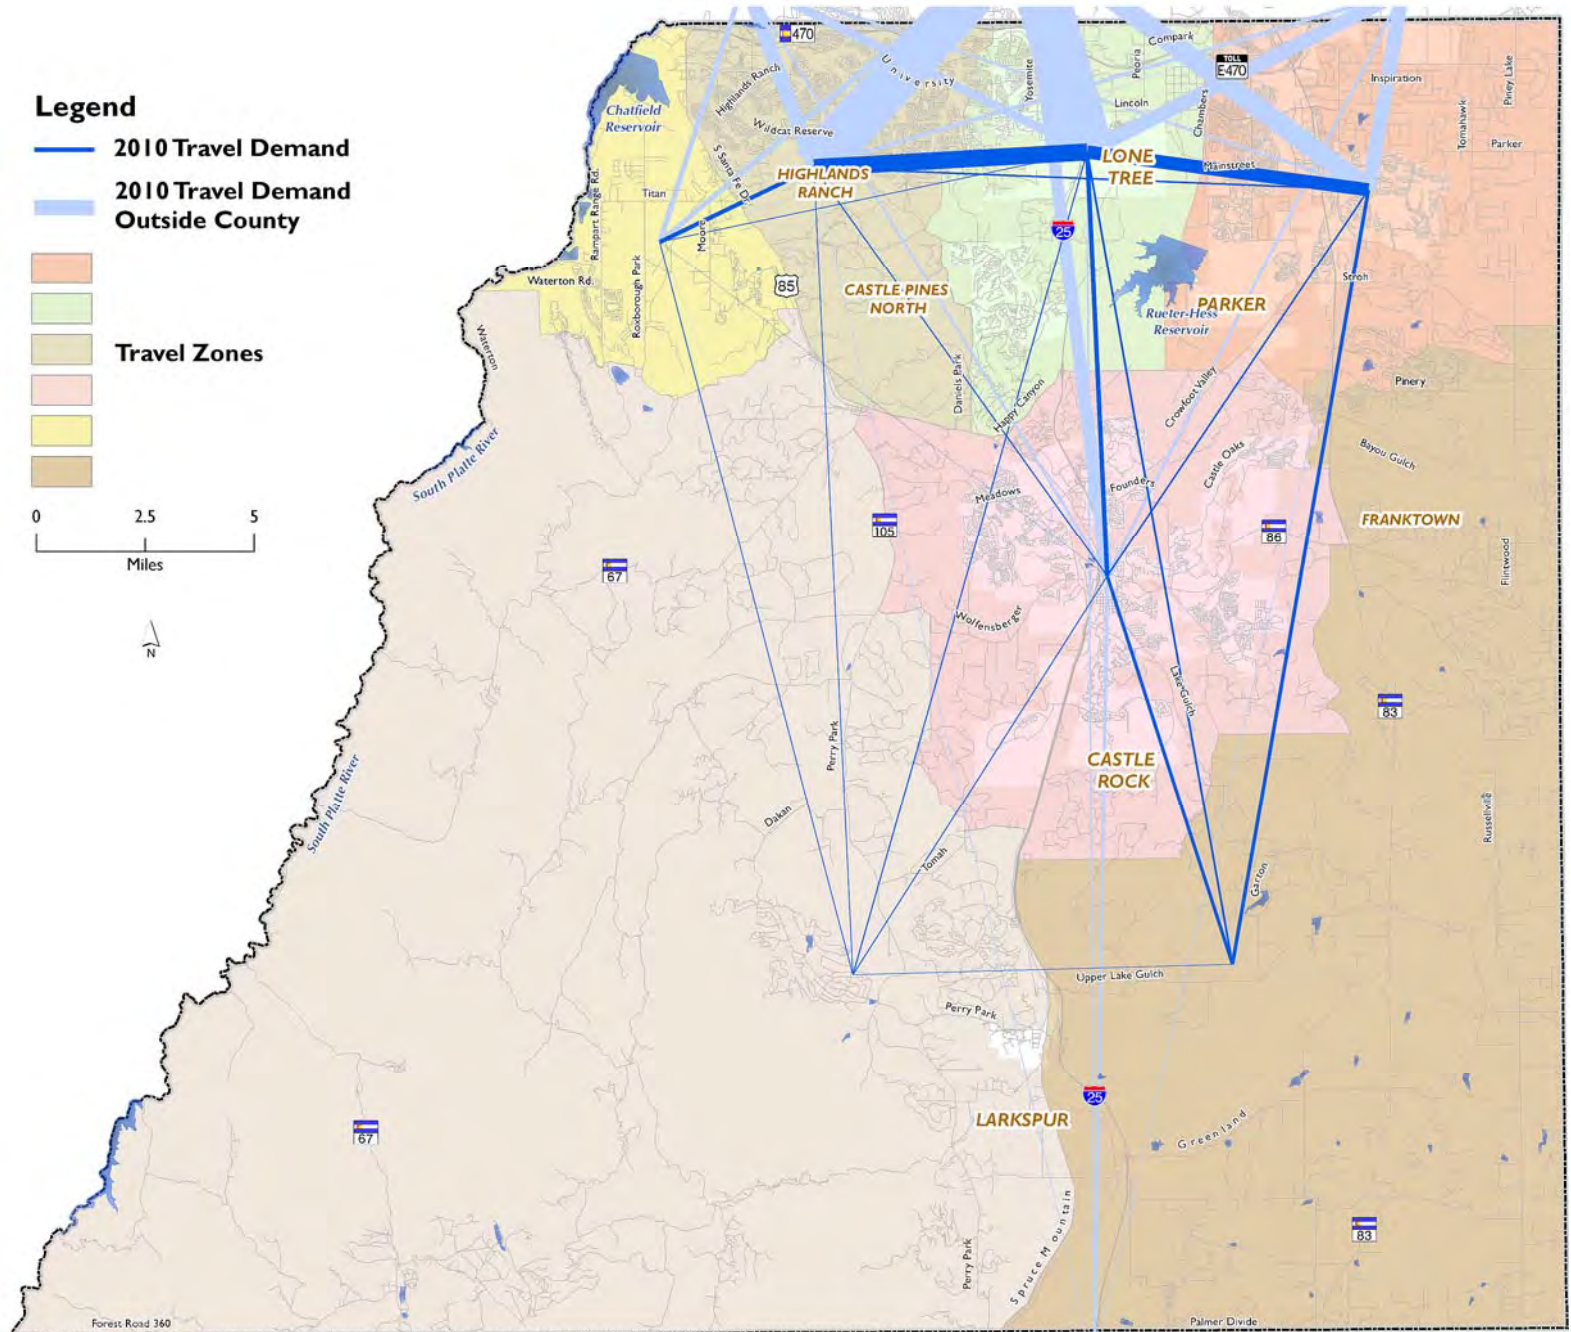 Legend
2010 Travel Demand
2010 Travel Demand
Outside County
Travel Zones
0 2.5 5
Miles
N
470
Compark
TOLL
E-470
University
Yosemite
Peoria
Lincoln
Chambers
Inspiration
Tomahawk
Piney Lake
Parker
Highlands Ranch
Wildcat Reserve
Chatfield
Reservoir
S Santa Fe Dr
HIGHLANDS
RANCH
LONE
TREE
Mainstreet
Titan
Rampart Range Rd.
Moore
Roxborough Park
25
Waterton Rd.
85
CASTLE PINES
NORTH
Stroh
PARKER
Rueter-Hess
Reservoir
Waterton
Daniels Park
Happy Canyon
Crowfoot Valley
Pinery
South Platte River
Meadows
Founders
Castle Oaks
Bayou Gulch
105
86
FRANKTOWN
Flintwood
67
Wolfensberger
Lake Gulch
83
Perry Park
CASTLE
ROCK
South Platte River
Dakan
Tomah
Garton
Russellville
Upper Lake Gulch
Perry Park
25
LARKSPUR
67
Greenland
83
Perry Park
Spruce Mountain
Forest Road 360
Palmer Divide